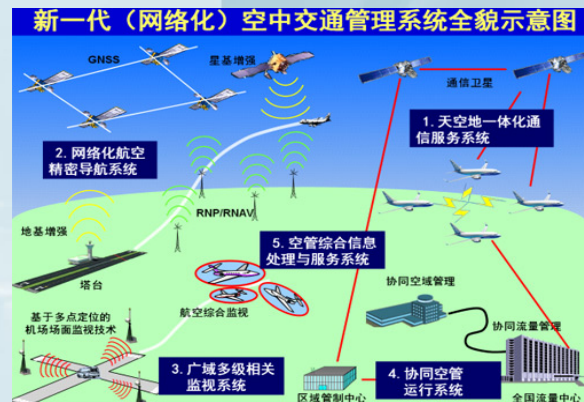 新一代（网络化）空中交通管理系统全貌示意图
GNSS
星基增强
通信卫星
1. 天空地一体化通
信服务系统
2. 网络化航空
精密导航系统
RNP/RNAV
地基增强
塔台
5. 空管综合信息
处理与服务系统
航空综合监视
协同空域管理
基于多点定位的
机场场面监视技术
协同流量管理
3. 广域多级相关
监视系统
4. 协同空管
运行系统
区域管制中心
全国流量中心